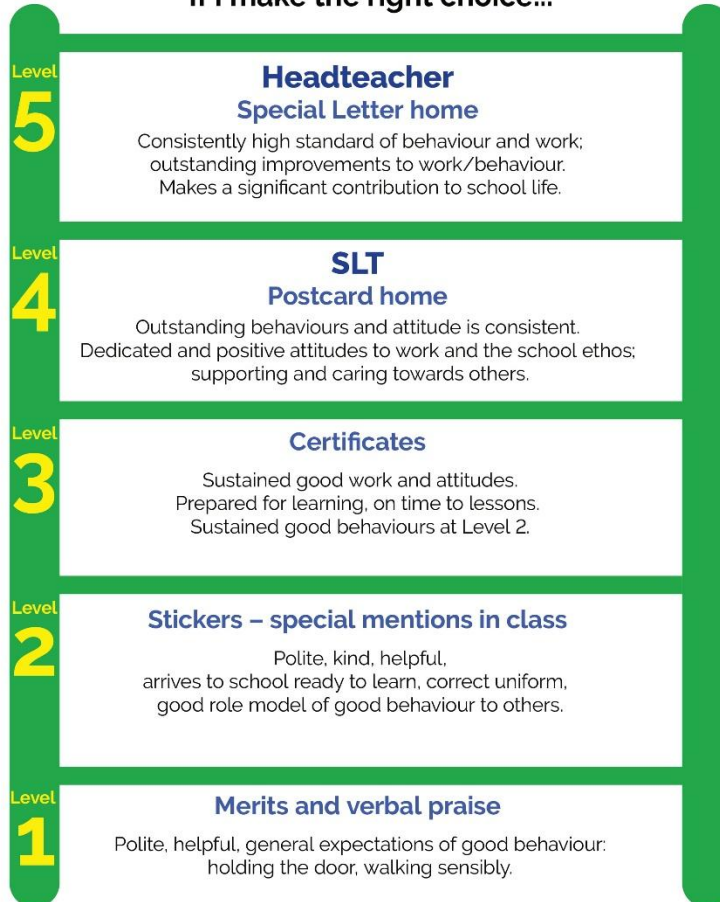 If I make the right choice...
Level
5
Headteacher
Special Letter home
Consistently high standard of behaviour and work;
outstanding improvements to work/behaviour.
Makes a significant contribution to school life.
Level
4
SLT
Postcard home
Outstanding behaviours and attitude is consistent.
Dedicated and positive attitudes to work and the school ethos;
supporting and caring towards others.
Level
3
Certificates
Sustained good work and attitudes.
Prepared for learning, on time to lessons.
Sustained good behaviours at Level 2.
Level
2
Stickers – special mentions in class
Polite, kind, helpful,
arrives to school ready to learn, correct uniform,
good role model of good behaviour to others.
Level
1
Merits and verbal praise
Polite, helpful, general expectations of good behaviour:
holding the door, walking sensibly.